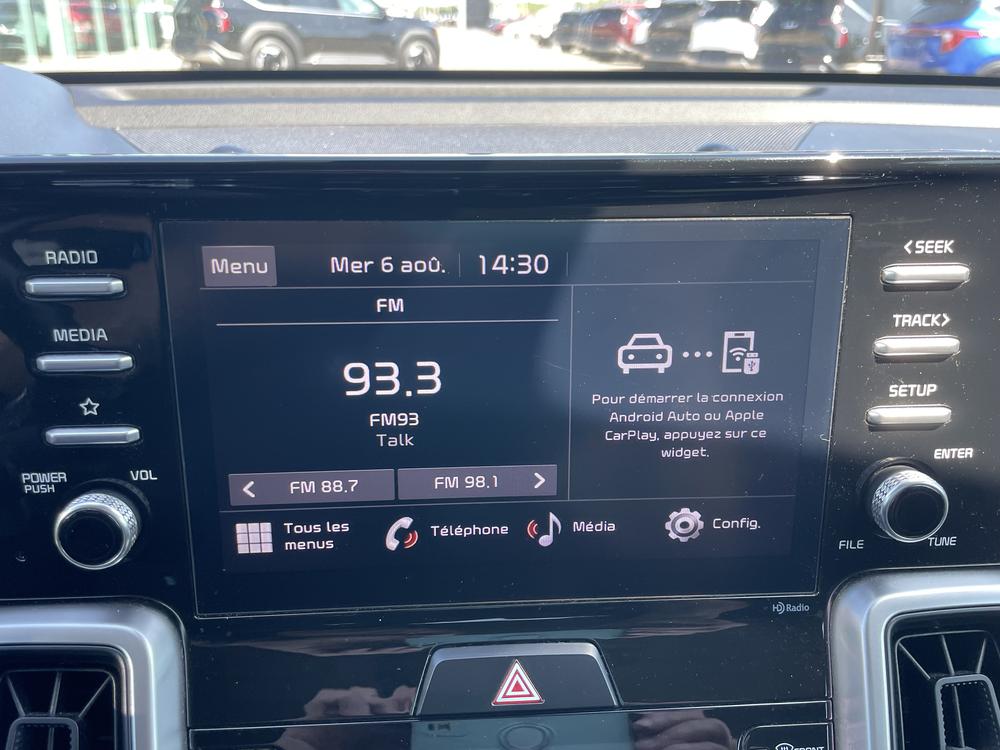 RADIO
MEDIA
POWER
PUSH
VOL
Menu
Mer 6 aoû.
14:30
FM
93.3
FM93
Talk
< FM 88.7
FM 98.1 >
Pour démarrer la connexion
Android Auto ou Apple
CarPlay, appuyez sur ce
widget.
Tous les
menus
Téléphone
Média
Config.
<SEEK
TRACK>
SETUP
ENTER
FILE
TUNE
HD Radio
FRONT